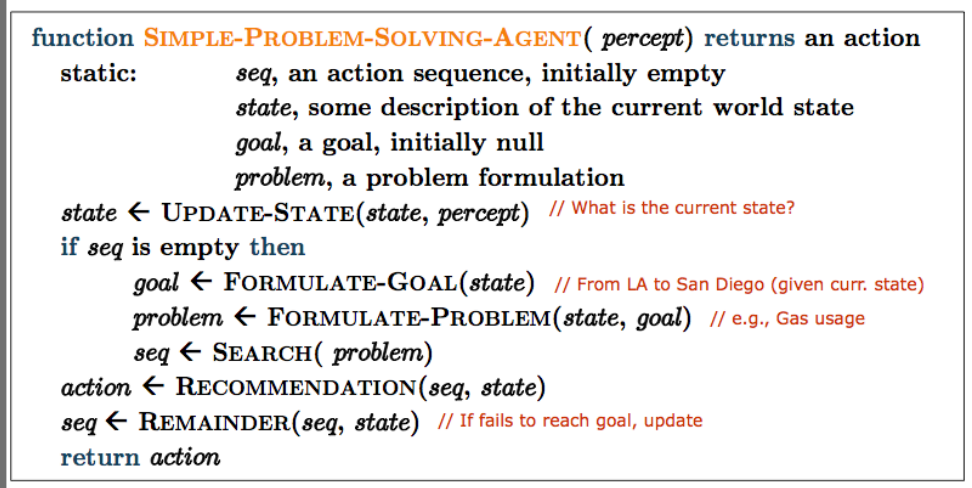 function SIMPLE-PROBLEM-SOLVING-AGENT( percept) returns an action
static: seq, an action sequence, initially empty
state, some description of the current world state
goal, a goal, initially null
problem, a problem formulation
state ← UPDATE-STATE(state, percept) // What is the current state?
if seq is empty then
goal ← FORMULATE-GOAL(state) // From LA to San Diego (given curr. state)
problem ← FORMULATE-PROBLEM(state, goal) // e.g., Gas usage
seq ← SEARCH( problem)
action ← RECOMMENDATION(seq, state)
seq ← REMAINDER(seq, state) // If fails to reach goal, update
return action